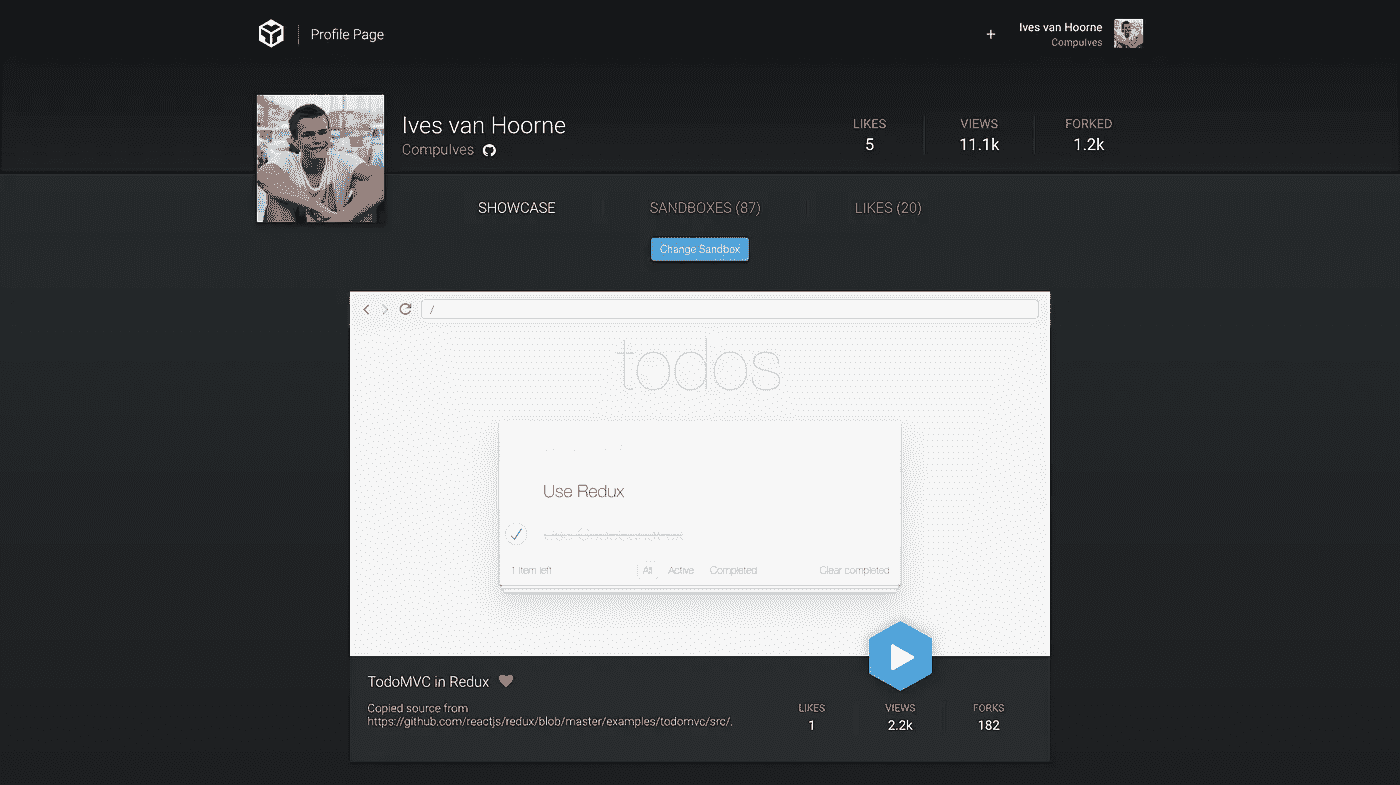 Profile Page
+
Ives van Hoorne
Compulves
Ives van Hoorne
Compulves
LIKES
5
VIEWS
11.1k
FORKED
1.2k
SHOWCASE
SANDBOXES (87)
LIKES (20)
Change Sandbox
/
todos
Use Redux
1 item left
All
Active
Completed
Clear completed
TodoMVC in Redux
Copied source from
https://github.com/reactjs/redux/blob/master/examples/todomvc/src/.
LIKES
1
VIEWS
2.2k
FORKS
182